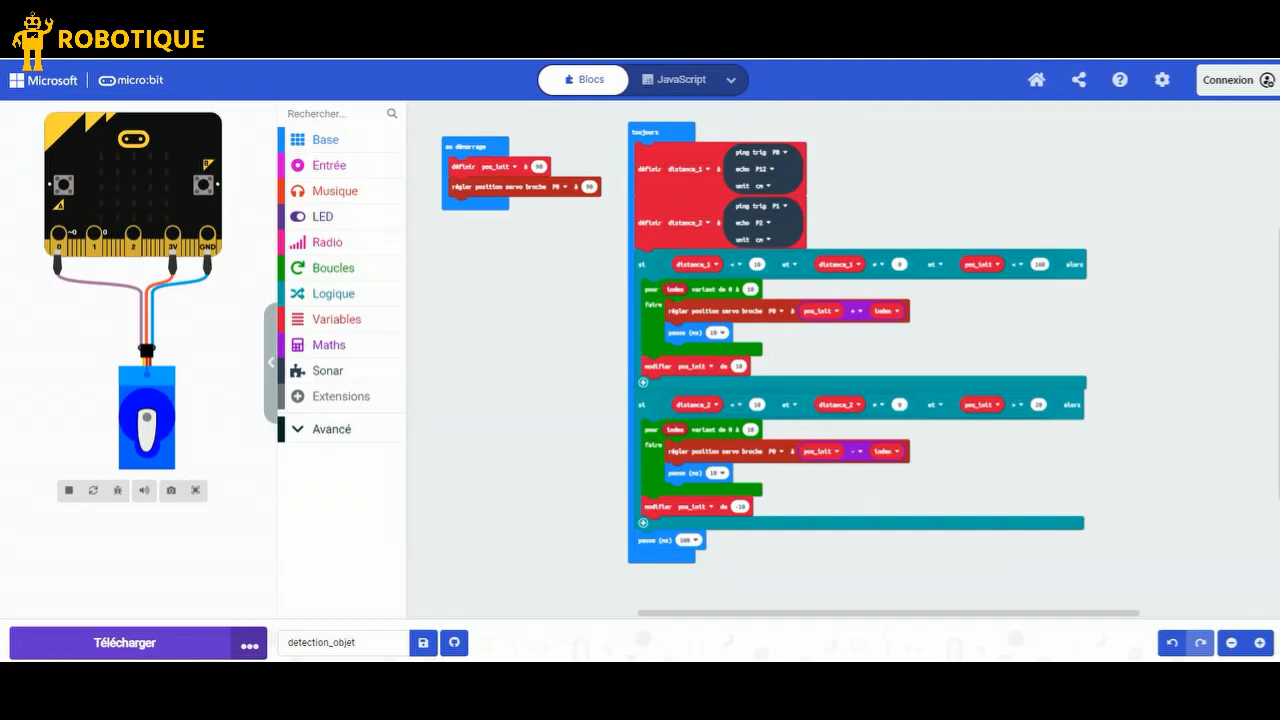 ROBOTIQUE
Microsoft micro:bit
Blocs JavaScript
Connexion
Rechercher...
B
A
0 1 2 3V GND
Base
Entrée
Musique
LED
Radio
Boucles
Logique
Variables
Maths
Sonar
Extensions
Avancé
au démarrage
définir pos_init à 90
régler position servo broche P0 à 90
toujours
définir distance_1 à ping trig P0
echo P12
unit cm
définir distance_2 à ping trig P1
echo P2
unit cm
si distance_1 < 10 et distance_1 ≠ 0 et pos_init < 160 alors
pour index variant de 0 à 10
faire régler position servo broche P0 à pos_init + index
pause (ms) 10
modifier pos_init de 10
si distance_2 < 10 et distance_2 ≠ 0 et pos_init > 20 alors
pour index variant de 0 à 10
faire régler position servo broche P0 à pos_init - index
pause (ms) 10
modifier pos_init de -10
pause (ms) 100
Télécharger
detection_objet